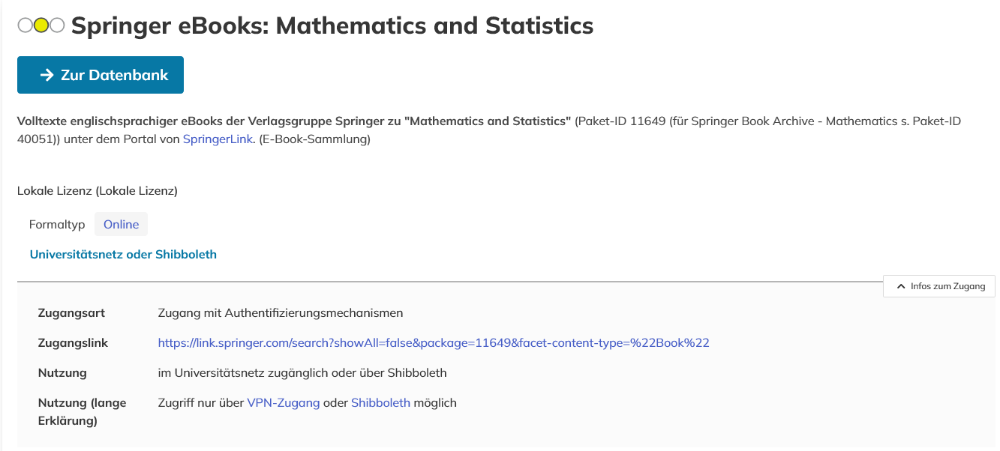 Springer eBooks: Mathematics and Statistics
Zur Datenbank
Volltexte englischsprachiger eBooks der Verlagsgruppe Springer zu "Mathematics and Statistics" (Paket-ID 11649 (für Springer Book Archive - Mathematics s. Paket-ID
40051)) unter dem Portal von SpringerLink. (E-Book-Sammlung)
Lokale Lizenz (Lokale Lizenz)
Formaltyp Online
Universitätsnetz oder Shibboleth
Infos zum Zugang
Zugangsart Zugang mit Authentifizierungsmechanismen
Zugangslink https://link.springer.com/search?showAll=false&package=11649&facet-content-type=%22Book%22
Nutzung im Universitätsnetz zugänglich oder über Shibboleth
Nutzung (lange Zugriff nur über VPN-Zugang oder Shibboleth möglich
Erklärung)